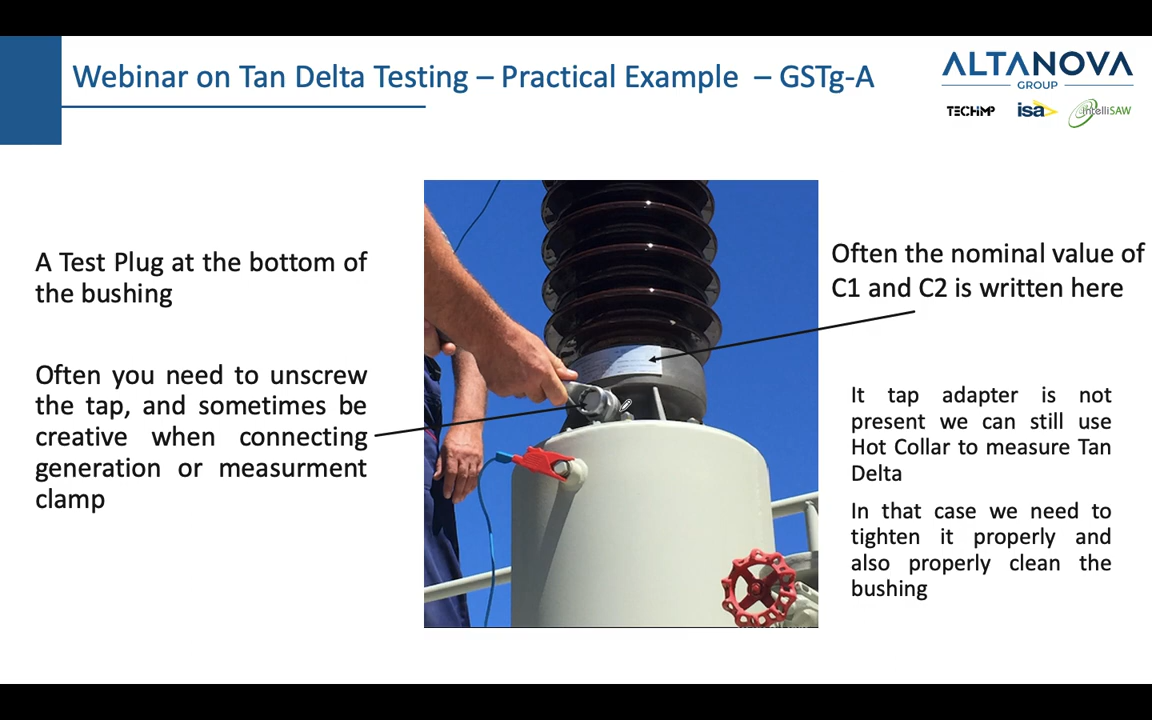 Webinar on Tan Delta Testing – Practical Example – GSTg-A
ALTANOVA
GROUP
TECHIMP
isa
intelliSAW
A Test Plug at the bottom of
the bushing
Often you need to unscrew
the tap, and sometimes be
creative when connecting
generation or measurment
clamp
Often the nominal value of
C1 and C2 is written here
It tap adapter is not
present we can still use
Hot Collar to measure Tan
Delta
In that case we need to
tighten it properly and
also properly clean the
bushing